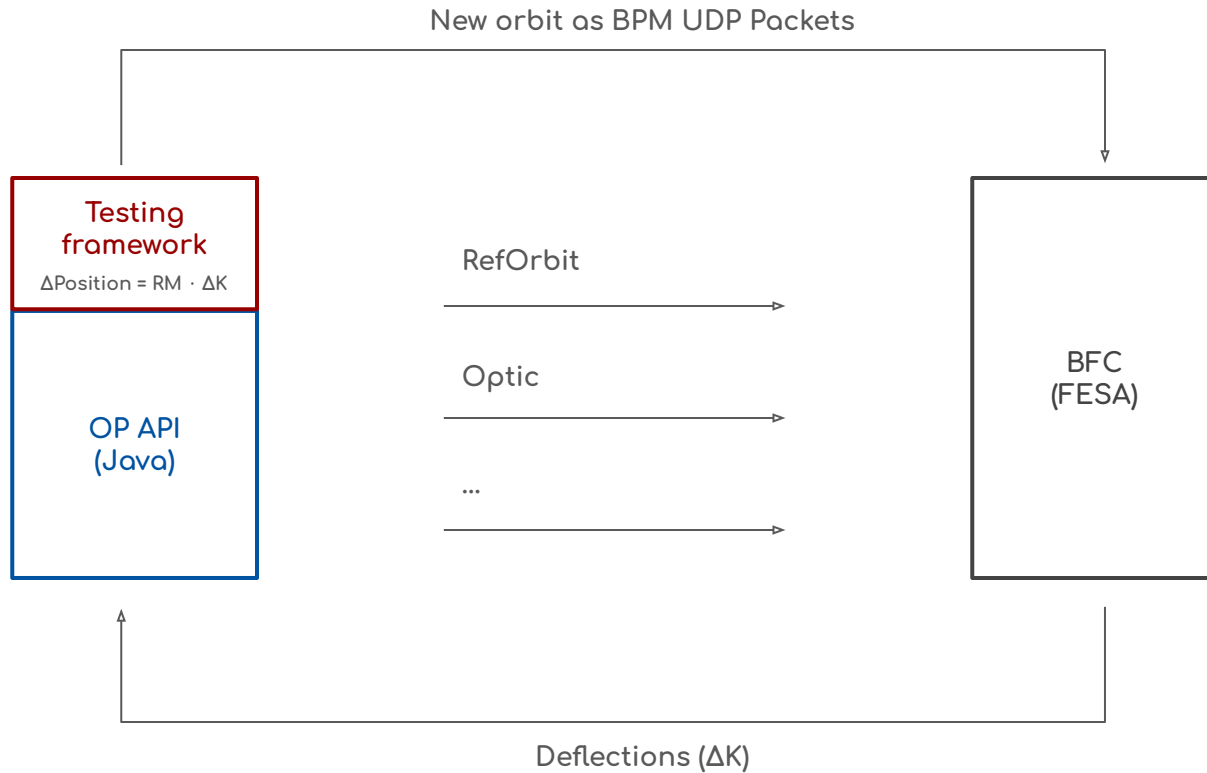 New orbit as BPM UDP Packets
Testing
framework
ΔPosition = RM · ΔK
OP API
(Java)
RefOrbit
Optic
...
BFC
(FESA)
Deflections (ΔK)